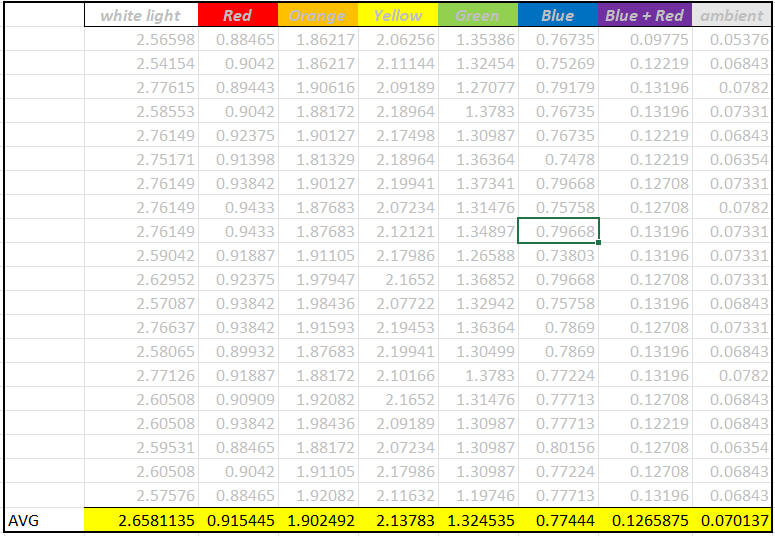 white light Red Orange Yellow Green Blue Blue + Red ambient
2.56598 0.88465 1.86217 2.06256 1.35386 0.76735 0.09775 0.05376
2.54154 0.9042 1.86217 2.11144 1.32454 0.75269 0.12219 0.06843
2.77615 0.89443 1.90616 2.09189 1.27077 0.79179 0.13196 0.0782
2.58553 0.9042 1.88172 2.18964 1.3783 0.76735 0.13196 0.07331
2.76149 0.92375 1.90127 2.17498 1.30987 0.76735 0.12219 0.06843
2.75171 0.91398 1.81329 2.18964 1.36364 0.7478 0.12219 0.06354
2.76149 0.93842 1.90127 2.19941 1.37341 0.79668 0.12708 0.07331
2.76149 0.9433 1.87683 2.07234 1.31476 0.75758 0.12708 0.0782
2.76149 0.9433 1.87683 2.12121 1.34897 0.79668 0.13196 0.07331
2.59042 0.91887 1.91105 2.17986 1.26588 0.73803 0.13196 0.07331
2.62952 0.92375 1.97947 2.1652 1.36852 0.79668 0.12708 0.07331
2.57087 0.93842 1.98436 2.07722 1.32942 0.75758 0.13196 0.06843
2.76637 0.93842 1.91593 2.19453 1.36364 0.7869 0.12708 0.07331
2.58065 0.89932 1.87683 2.19941 1.30499 0.7869 0.13196 0.06843
2.77126 0.91887 1.88172 2.10166 1.3783 0.77224 0.13196 0.0782
2.60508 0.90909 1.92082 2.1652 1.31476 0.77713 0.12708 0.06843
2.60508 0.93842 1.98436 2.09189 1.30987 0.77713 0.12219 0.06843
2.59531 0.88465 1.88172 2.07234 1.30987 0.80156 0.12708 0.06354
2.60508 0.9042 1.91105 2.17986 1.30987 0.77224 0.12708 0.06843
2.57576 0.88465 1.92082 2.11632 1.19746 0.77713 0.13196 0.06843
AVG 2.6581135 0.915445 1.902492 2.13783 1.324535 0.77444 0.1265875 0.070137